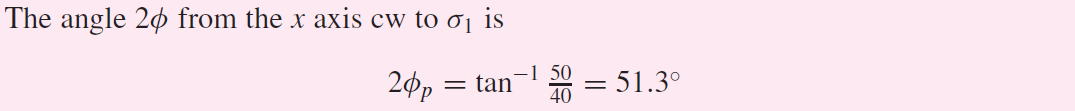 The angle 2ϕ from the x axis cw to σ₁ is
2ϕₚ = tan⁻¹ 50/40 = 51.3°